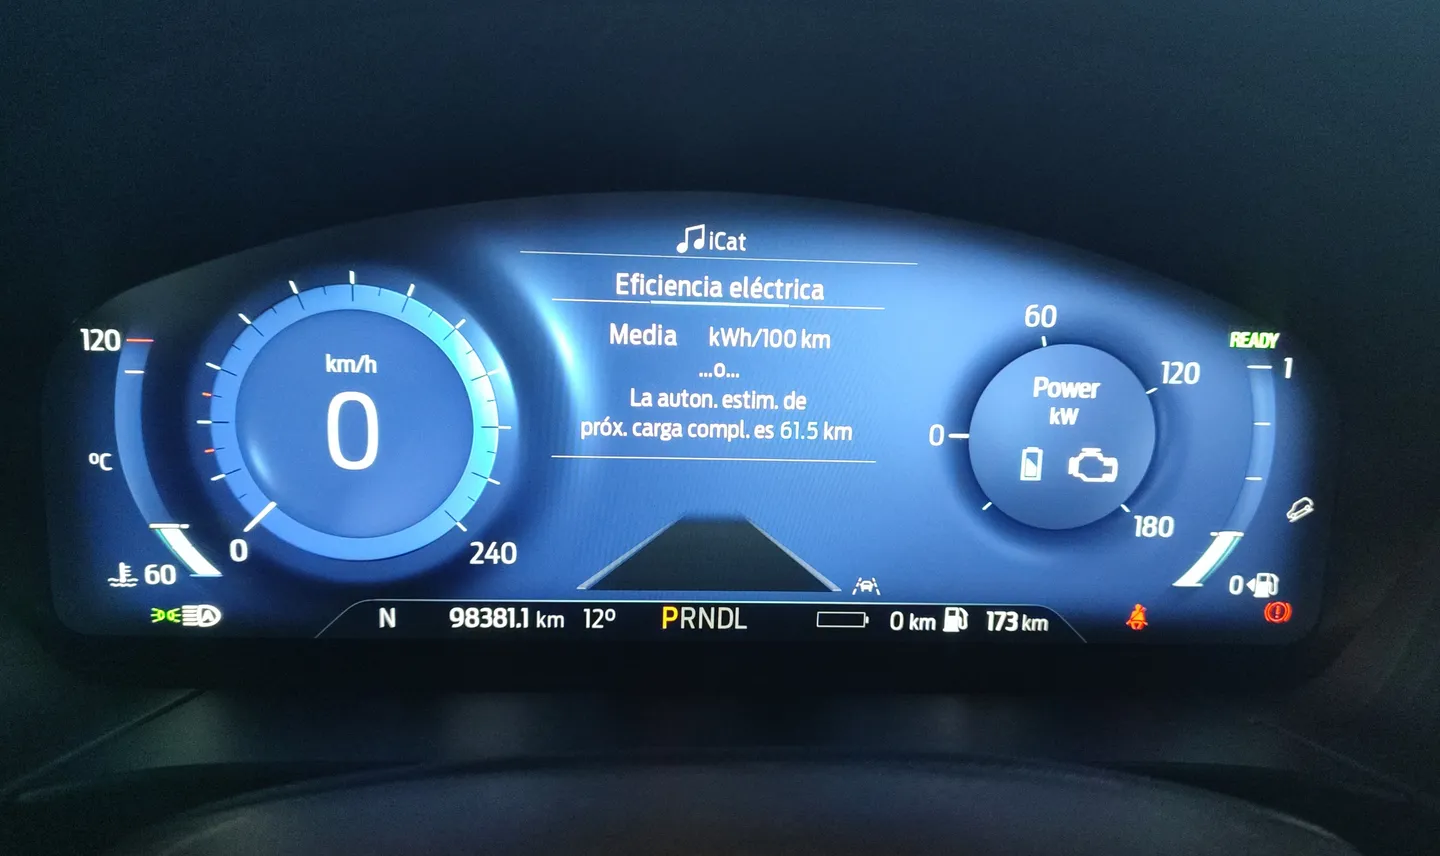 iCat
Eficiencia eléctrica
Media kWh/100 km
...o...
La auton. estim. de
próx. carga compl. es 61.5 km
120
°C
60
km/h
0
0
240
60
120
0
180
Power
kW
READY
1
0
N 98381.1 km 12° PRNDL 0 km 173 km